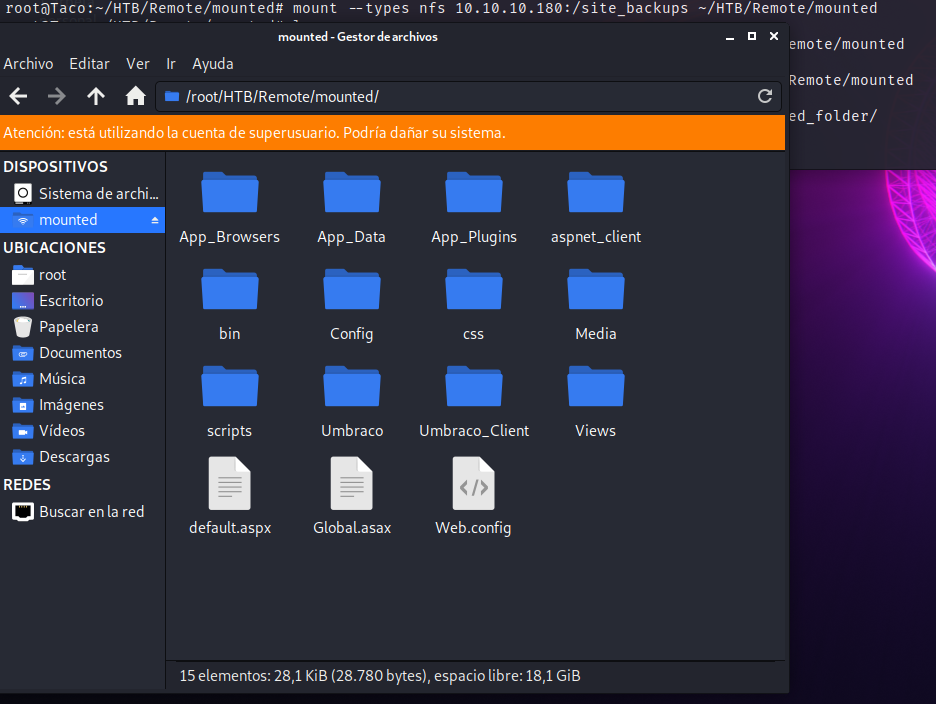 root@Taco:~/HTB/Remote/mounted# mount --types nfs 10.10.10.180:/site_backups ~/HTB/Remote/mounted
mounted - Gestor de archivos
emote/mounted
Archivo Editar Ver Ir Ayuda
Remote/mounted
/root/HTB/Remote/mounted/
ed_folder/
Atención: está utilizando la cuenta de superusuario. Podría dañar su sistema.
DISPOSITIVOS
Sistema de archi...
mounted
UBICACIONES
root
Escritorio
Papelera
Documentos
Música
Imágenes
Vídeos
Descargas
REDES
Buscar en la red
App_Browsers App_Data App_Plugins aspnet_client
bin Config css Media
scripts Umbraco Umbraco_Client Views
default.aspx Global.asax Web.config
15 elementos: 28,1 KiB (28.780 bytes), espacio libre: 18,1 GiB